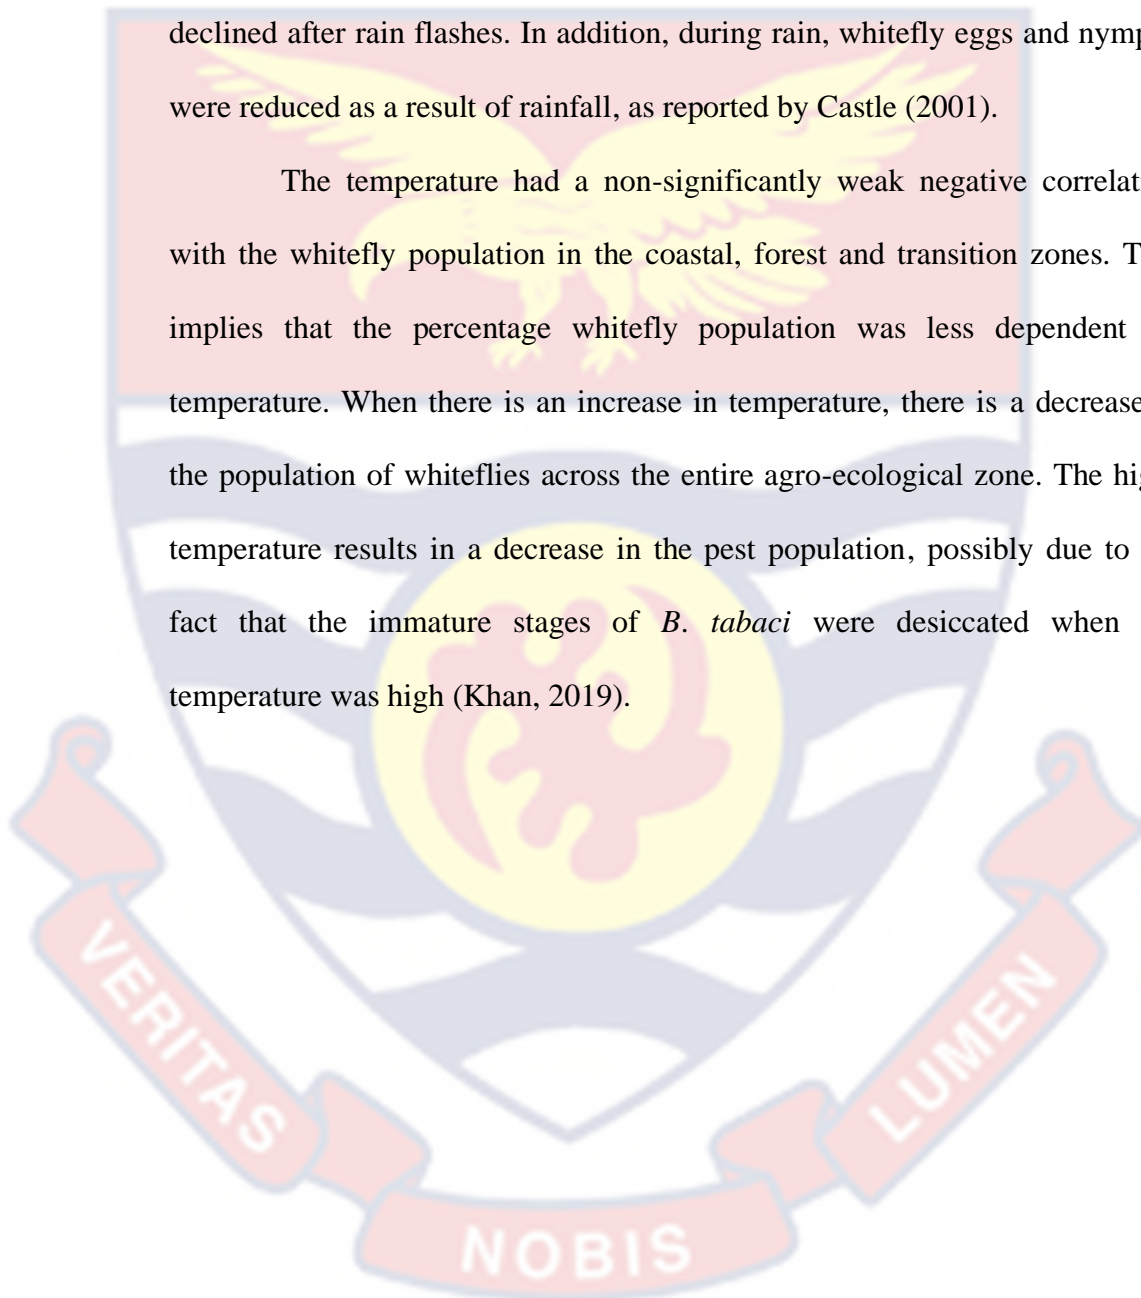 declined after rain flashes. In addition, during rain, whitefly eggs and nymp
were reduced as a result of rainfall, as reported by Castle (2001).
The temperature had a non-significantly weak negative correlati
with the whitefly population in the coastal, forest and transition zones. T
implies that the percentage whitefly population was less dependent
temperature. When there is an increase in temperature, there is a decrease
the population of whiteflies across the entire agro-ecological zone. The hig
temperature results in a decrease in the pest population, possibly due to
fact that the immature stages of B. tabaci were desiccated when
temperature was high (Khan, 2019).
VERITAS
NOBIS
LUMEN